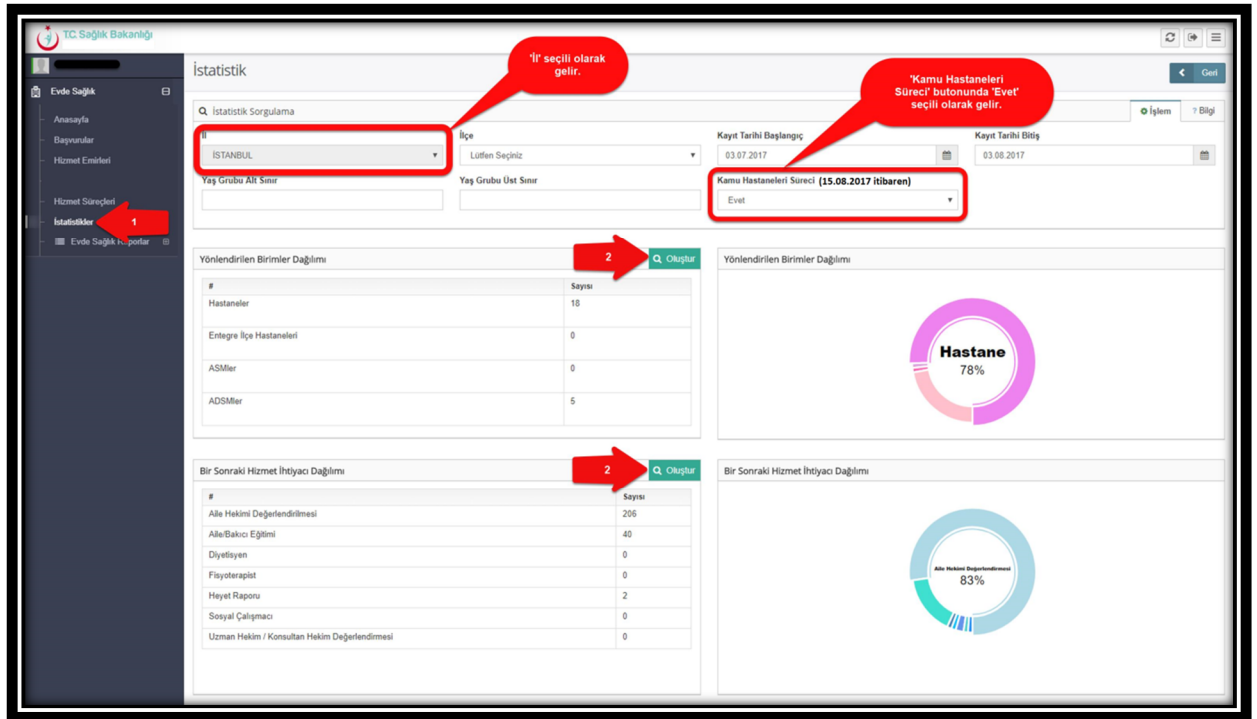 T.C. Sağlık Bakanlığı
'İl' seçili olarak
gelir.
İstatistik
'Kamu Hastaneleri
Süreci' butonunda 'Evet'
seçili olarak gelir.
Geri
Evde Sağlık
Anasayfa
Başvurular
Hizmet Emirleri
Hizmet Süreçleri
İstatistikler
1
Evde Sağlık Raporlar
İstatistik Sorgulama
İşlem
? Bilgi
İl
İlçe
Kayıt Tarihi Başlangıç
Kayıt Tarihi Bitiş
İSTANBUL
Lütfen Seçiniz
03.07.2017
03.08.2017
Yaş Grubu Alt Sınır
Yaş Grubu Üst Sınır
Kamu Hastaneleri Süreci (15.08.2017 itibaren)
Evet
Yönlendirilen Birimler Dağılımı
2
Oluştur
Yönlendirilen Birimler Dağılımı
# Sayısı
Hastaneler 18
Entegre İlçe Hastaneleri 0
ASMler 0
ADSMler 5
Hastane
78%
Bir Sonraki Hizmet İhtiyacı Dağılımı
2
Oluştur
Bir Sonraki Hizmet İhtiyacı Dağılımı
# Sayısı
Aile Hekimi Değerlendirilmesi 206
Aile/Bakıcı Eğitimi 40
Diyetisyen 0
Fisyoterapist 0
Heyet Raporu 2
Sosyal Çalışmacı 0
Uzman Hekim / Konsultan Hekim Değerlendirmesi 0
Aile Hekimi Değerlendirmesi
83%